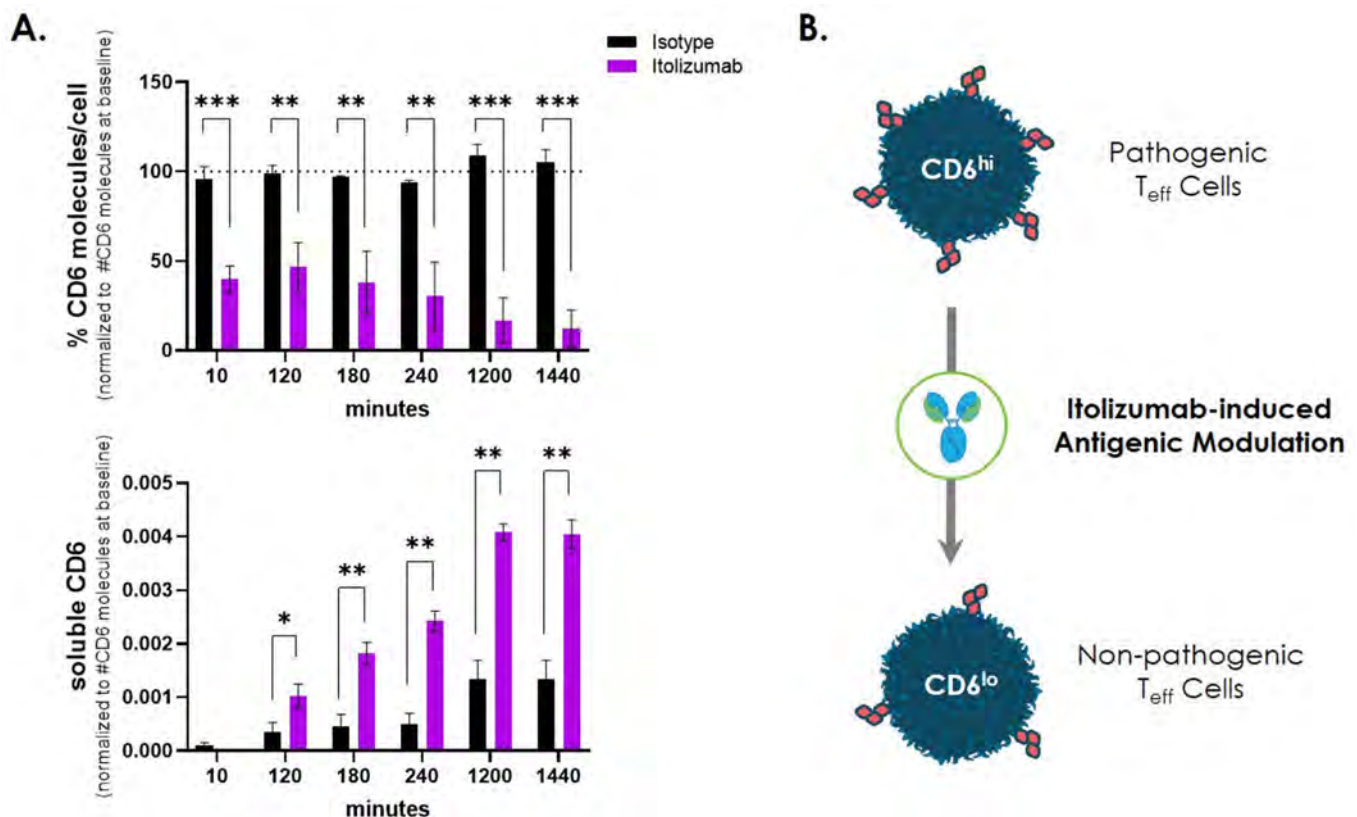 A.
Isotype
Itolizumab
% CD6 molecules/cell
(normalized to #CD6 molecules at baseline)
150
100
50
0
*** ** ** ** *** ***
10 120 180 240 1200 1440
minutes
soluble CD6
(normalized to #CD6 molecules at baseline)
0.005
0.004
0.003
0.002
0.001
0.000
* ** ** ** **
10 120 180 240 1200 1440
minutes
B.
CD6hi
Pathogenic
Teff Cells
Itolizumab-induced
Antigenic Modulation
CD6lo
Non-pathogenic
Teff Cells